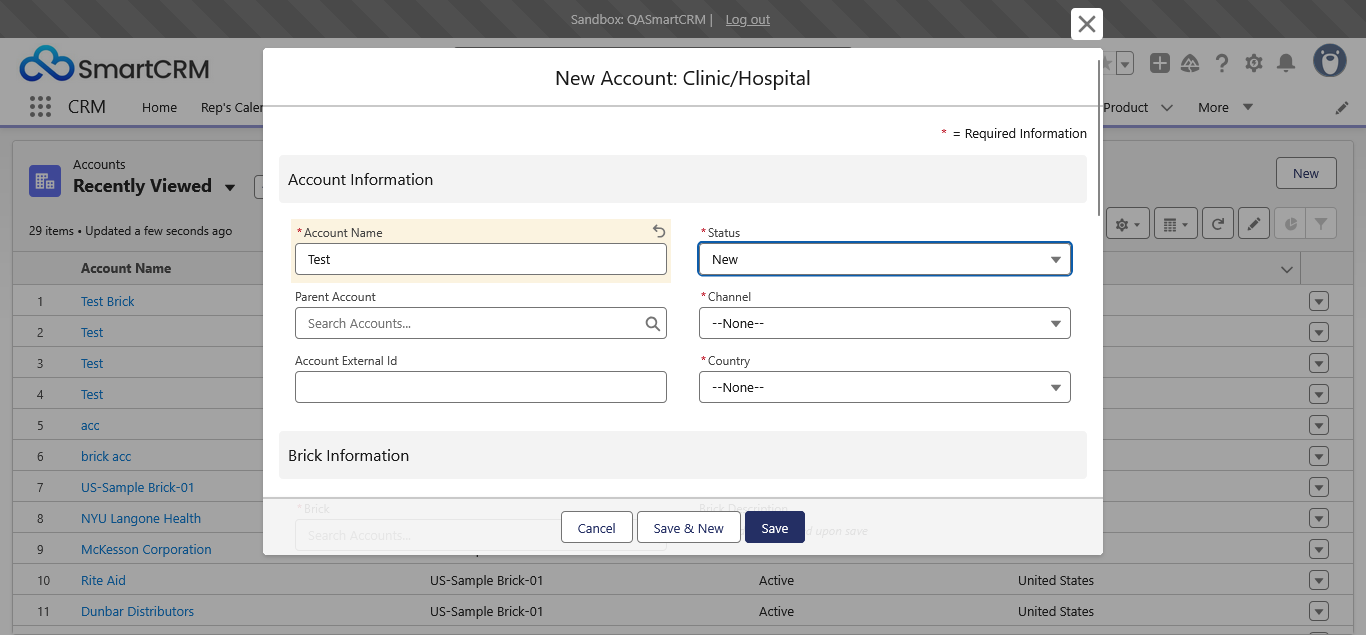 Sandbox: QASmartCRM | Log out
SmartCRM
CRM Home Rep's Caler Product More
Accounts
Recently Viewed
New
29 items • Updated a few seconds ago
Account Name
1 Test Brick
2 Test
3 Test
4 Test
5 acc
6 brick acc
7 US-Sample Brick-01
8 NYU Langone Health
9 McKesson Corporation
10 Rite Aid US-Sample Brick-01 Active United States
11 Dunbar Distributors US-Sample Brick-01 Active United States
New Account: Clinic/Hospital
* = Required Information
Account Information
*Account Name
Test
*Status
New
Parent Account
Search Accounts...
*Channel
--None--
Account External Id
*Country
--None--
Brick Information
*Brick
Search Accounts...
Brick Description
d upon save
Cancel Save & New Save